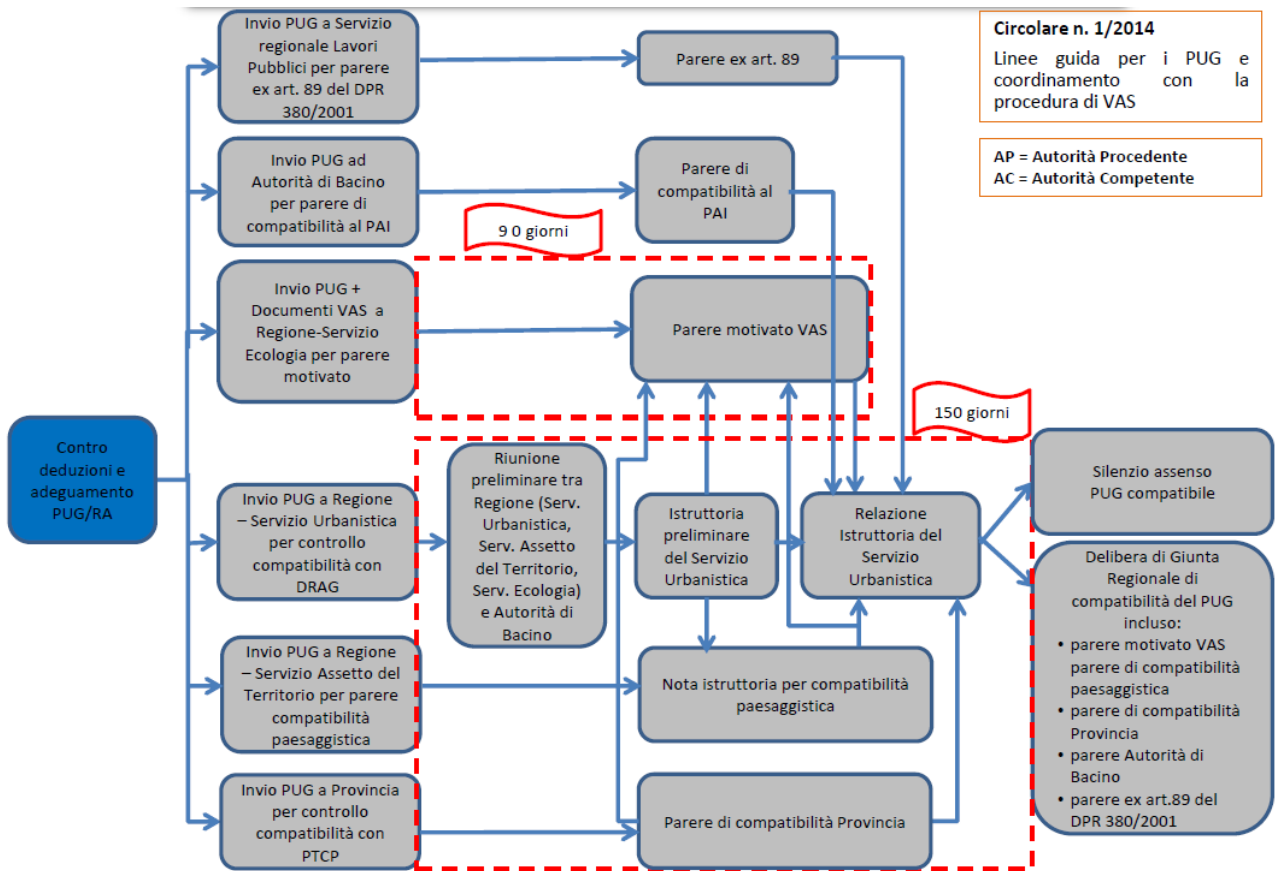 Invio PUG a Servizio
regionale Lavori
Pubblici per parere
ex art. 89 del DPR
380/2001
Parere ex art. 89
Circolare n. 1/2014
Linee guida per i PUG e
coordinamento con la
procedura di VAS
AP = Autorità Procedente
AC = Autorità Competente
Invio PUG ad
Autorità di Bacino
per parere di
compatibilità al PAI
Parere di
compatibilità al
PAI
9 0 giorni
Invio PUG +
Documenti VAS a
Regione-Servizio
Ecologia per parere
motivato
Parere motivato VAS
150 giorni
Contro
deduzioni e
adeguamento
PUG/RA
Invio PUG a Regione
– Servizio Urbanistica
per controllo
compatibilità con
DRAG
Riunione
preliminare tra
Regione (Serv.
Urbanistica,
Serv. Assetto
del Territorio,
Serv. Ecologia)
e Autorità di
Bacino
Istruttoria
preliminare
del Servizio
Urbanistica
Relazione
Istruttoria del
Servizio
Urbanistica
Silenzio assenso
PUG compatibile
Delibera di Giunta
Regionale di
compatibilità del PUG
incluso:
• parere motivato VAS
parere di compatibilità
paesaggistica
• parere di compatibilità
Provincia
• parere Autorità di
Bacino
• parere ex art.89 del
DPR 380/2001
Invio PUG a Regione
– Servizio Assetto del
Territorio per parere
compatibilità
paesaggistica
Nota istruttoria per compatibilità
paesaggistica
Invio PUG a Provincia
per controllo
compatibilità con
PTCP
Parere di compatibilità Provincia